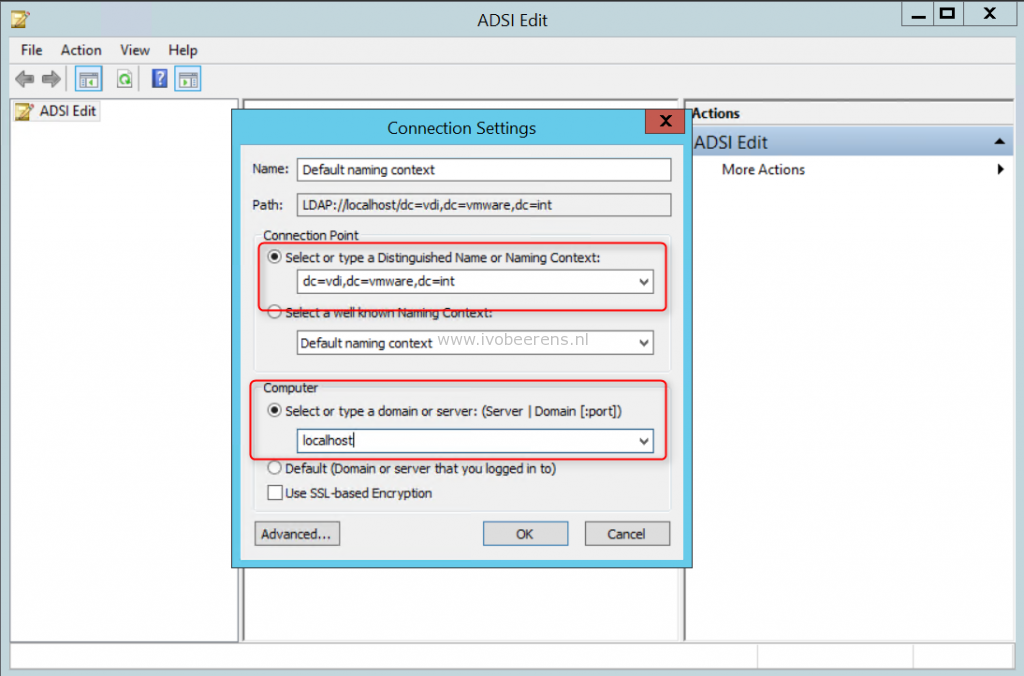 ADSI Edit
File Action View Help
ADSI Edit
Actions
ADSI Edit
More Actions
Connection Settings
Name: Default naming context
Path: LDAP://localhost/dc=vdi,dc=vmware,dc=int
Connection Point
Select or type a Distinguished Name or Naming Context:
dc=vdi,dc=vmware,dc=int
Select a well known Naming Context:
Default naming context
www.ivobeerens.nl
Computer
Select or type a domain or server: (Server | Domain [:port])
localhost
Default (Domain or server that you logged in to)
Use SSL-based Encryption
Advanced... OK Cancel